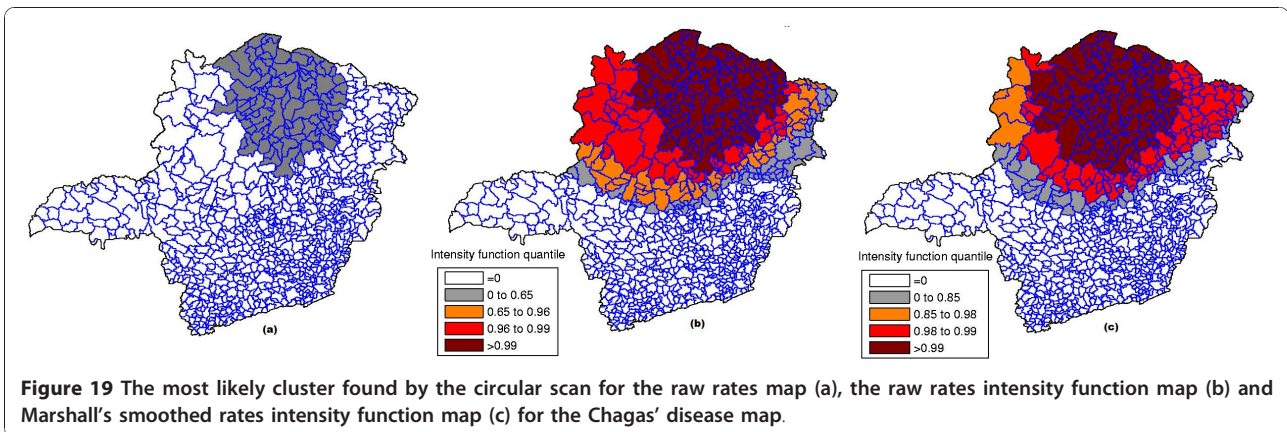 (a)
Intensity function quantile
=0
0 to 0.65
0.65 to 0.96
0.96 to 0.99
>0.99
(b)
Intensity function quantile
=0
0 to 0.85
0.85 to 0.98
0.98 to 0.99
>0.99
(c)
Figure 19 The most likely cluster found by the circular scan for the raw rates map (a), the raw rates intensity function map (b) and
Marshall's smoothed rates intensity function map (c) for the Chagas' disease map.